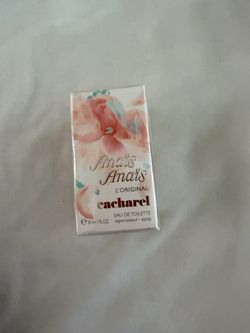 Anaïs
Anaïs
L'ORIGINAL
cacharel
EAU DE TOILETTE
vaporisateur - spray